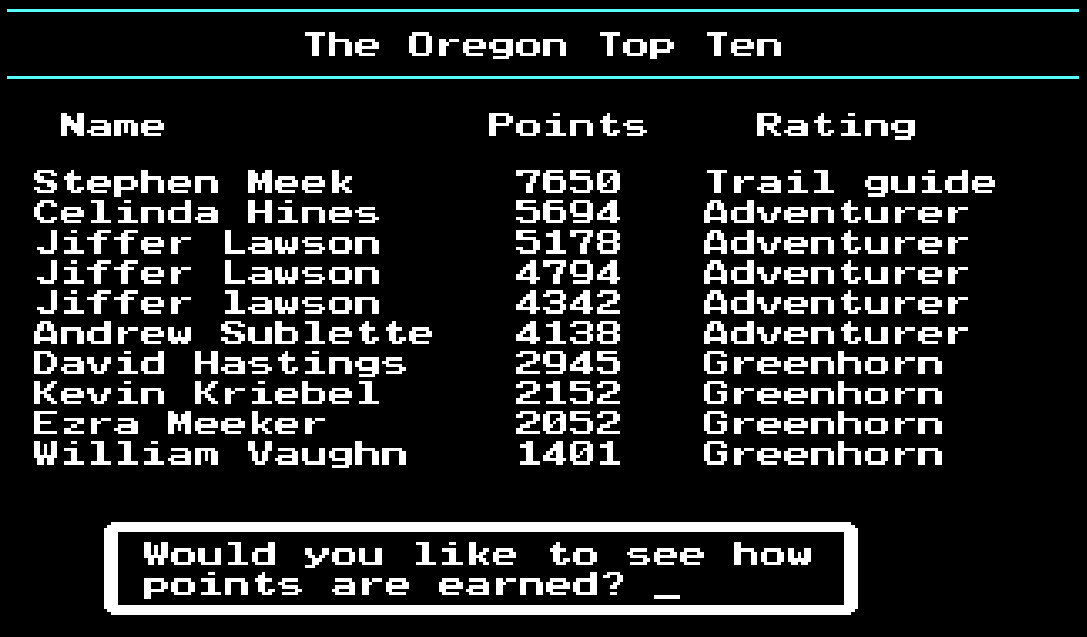 The Oregon Top Ten
Name Points Rating
Stephen Meek 7650 Trail guide
Celinda Hines 5694 Adventurer
Jiffer Lawson 5178 Adventurer
Jiffer Lawson 4794 Adventurer
Jiffer lawson 4342 Adventurer
Andrew Sublette 4138 Adventurer
David Hastings 2945 Greenhorn
Kevin Kriebel 2152 Greenhorn
Ezra Meeker 2052 Greenhorn
William Vaughn 1401 Greenhorn
Would you like to see how
points are earned? _